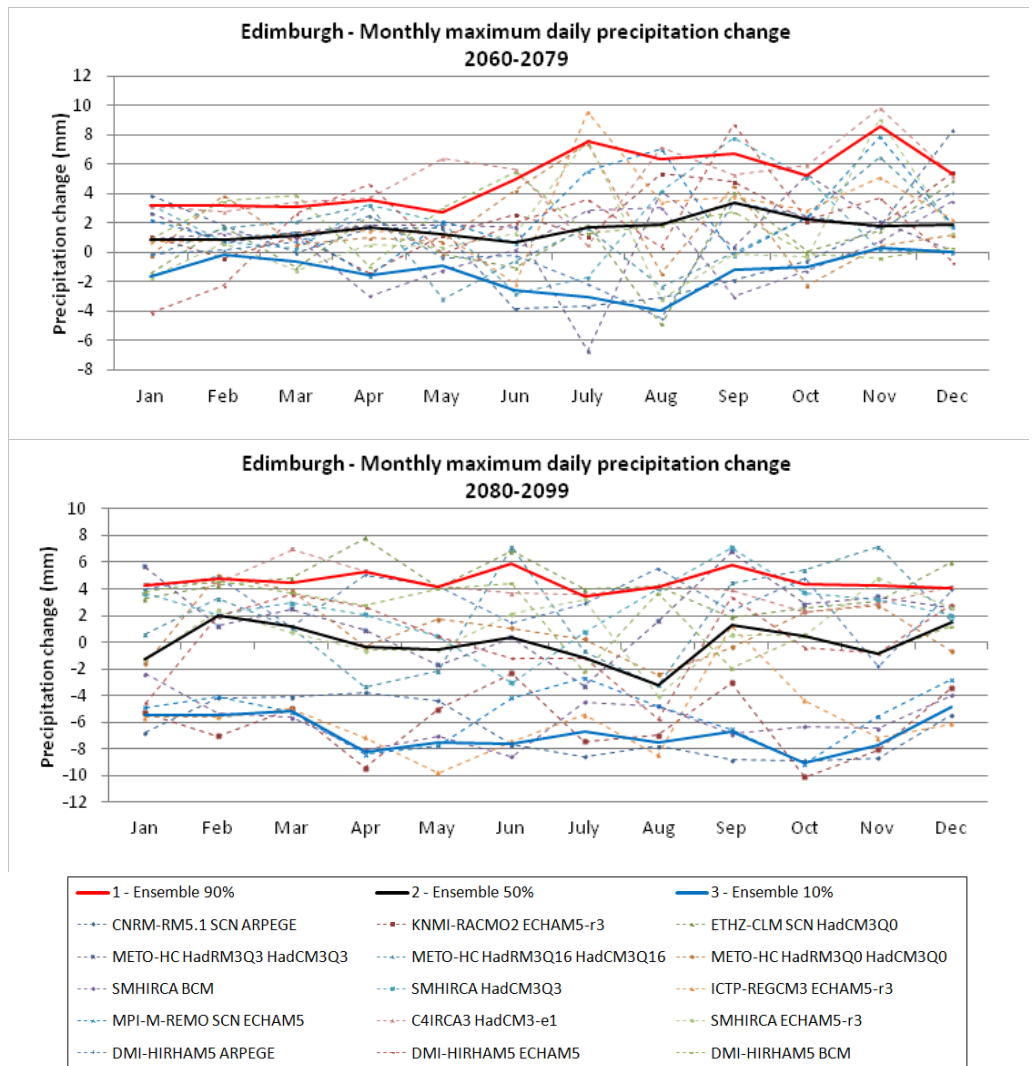 Edinburgh - Monthly maximum daily precipitation change
2060-2079
Precipitation change (mm)
12
10
8
6
4
2
0
-2
-4
-6
-8
Jan Feb Mar Apr May Jun July Aug Sep Oct Nov Dec
Edinburgh - Monthly maximum daily precipitation change
2080-2099
Precipitation change (mm)
10
8
6
4
2
0
-2
-4
-6
-8
-10
-12
Jan Feb Mar Apr May Jun July Aug Sep Oct Nov Dec
1 - Ensemble 90% 2 - Ensemble 50% 3 - Ensemble 10%
CNRM-RM5.1 SCN ARPEGE KNMI-RACMO2 ECHAM5-r3 ETHZ-CLM SCN HadCM3Q0
METO-HC HadRM3Q3 HadCM3Q3 METO-HC HadRM3Q16 HadCM3Q16 METO-HC HadRM3Q0 HadCM3Q0
SMHIRCA BCM SMHIRCA HadCM3Q3 ICTP-REGCM3 ECHAM5-r3
MPI-M-REMO SCN ECHAM5 C4IRCA3 HadCM3-e1 SMHIRCA ECHAM5-r3
DMI-HIRHAM5 ARPEGE DMI-HIRHAM5 ECHAM5 DMI-HIRHAM5 BCM